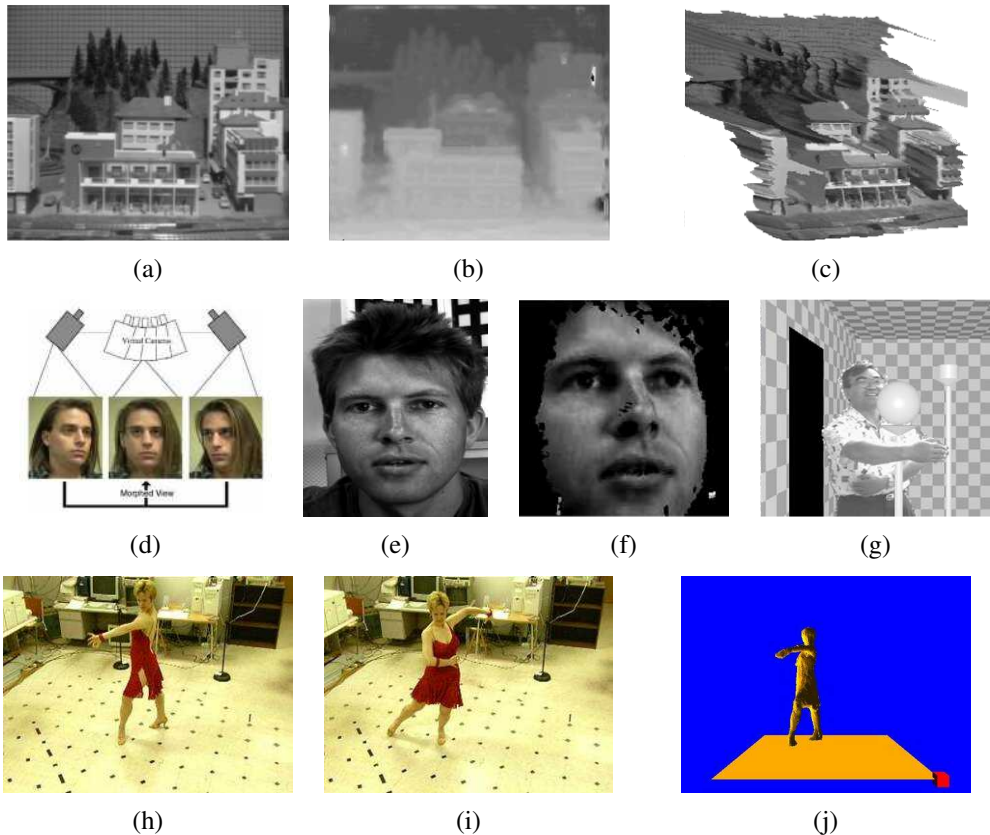 (a)
(b)
(c)
Virtual Cameras
Morphed View
(d)
(e)
(f)
(g)
(h)
(i)
(j)